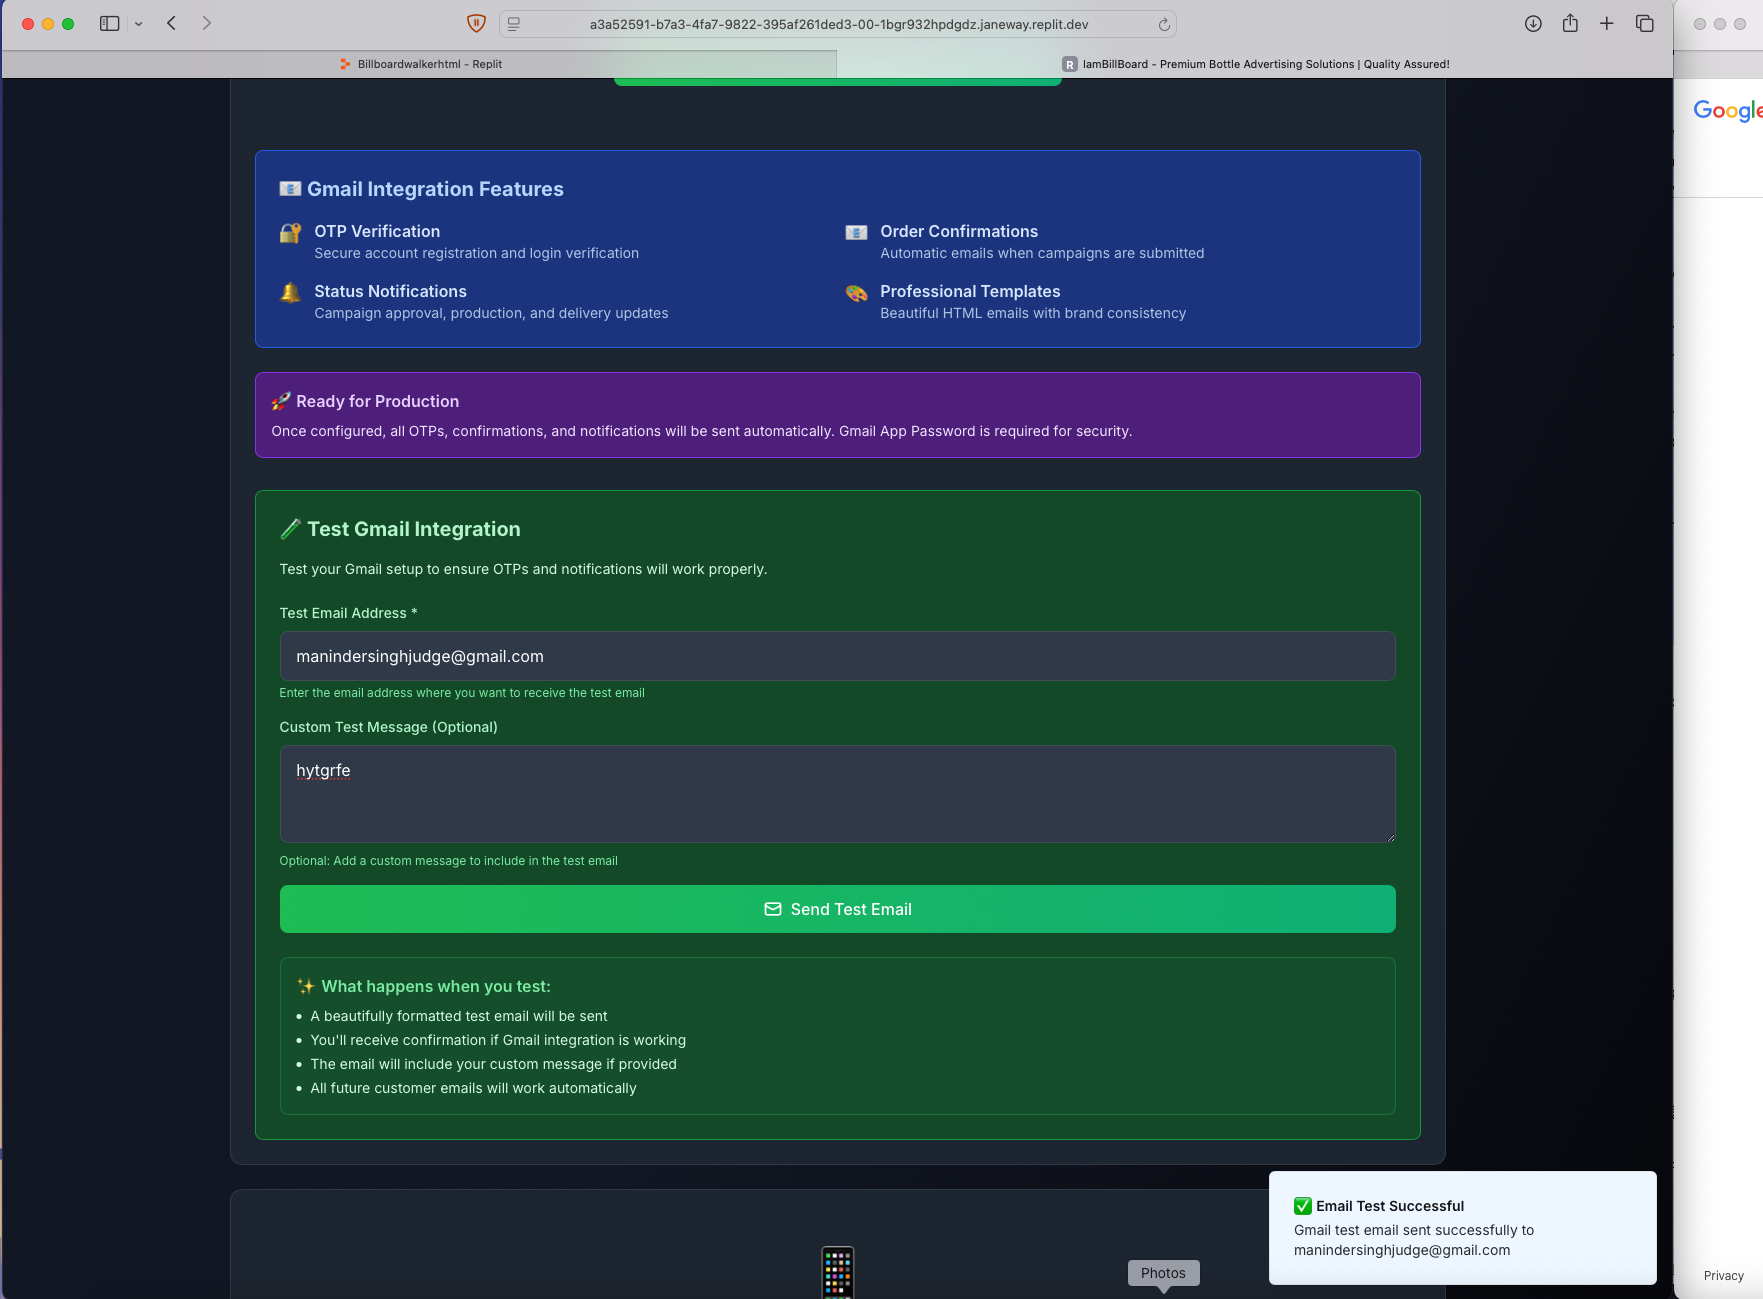 a3a52591-b7a3-4fa7-9822-395af261ded3-00-1bgr932hpdgdz.janeway.replit.dev
Billboardwalkerhtml - Replit
R IamBillBoard - Premium Bottle Advertising Solutions | Quality Assured!
Google
Gmail Integration Features
OTP Verification
Secure account registration and login verification
Order Confirmations
Automatic emails when campaigns are submitted
Status Notifications
Campaign approval, production, and delivery updates
Professional Templates
Beautiful HTML emails with brand consistency
Ready for Production
Once configured, all OTPs, confirmations, and notifications will be sent automatically. Gmail App Password is required for security.
Test Gmail Integration
Test your Gmail setup to ensure OTPs and notifications will work properly.
Test Email Address *
manindersinghjudge@gmail.com
Enter the email address where you want to receive the test email
Custom Test Message (Optional)
hytgrfe
Optional: Add a custom message to include in the test email
Send Test Email
What happens when you test:
• A beautifully formatted test email will be sent
• You'll receive confirmation if Gmail integration is working
• The email will include your custom message if provided
• All future customer emails will work automatically
Email Test Successful
Gmail test email sent successfully to
manindersinghjudge@gmail.com
Photos
Privacy